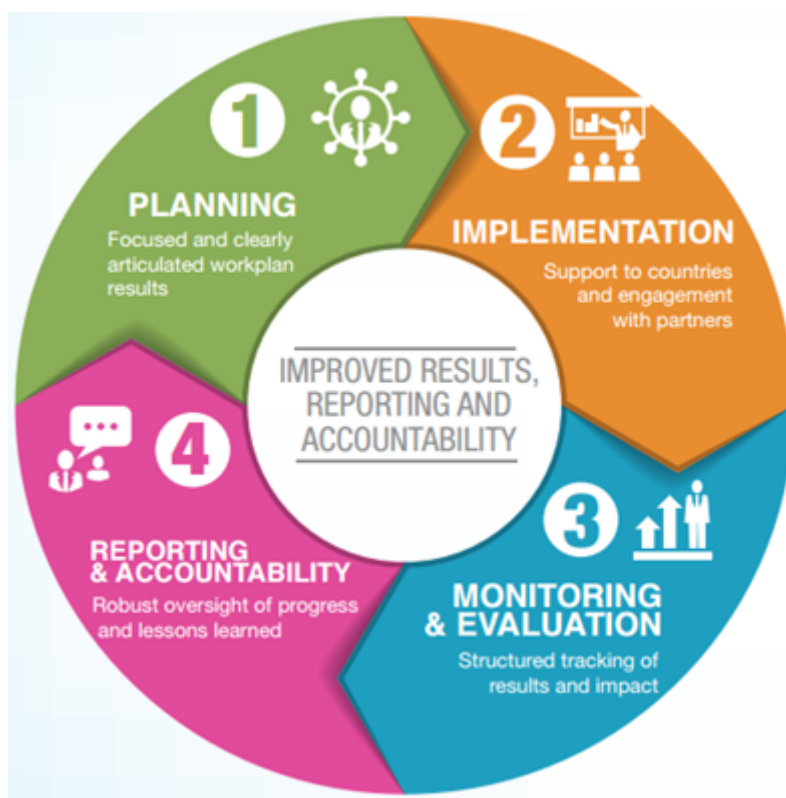 1
PLANNING
Focused and clearly
articulated workplan
results
2
IMPLEMENTATION
Support to countries
and engagement
with partners
3
MONITORING
& EVALUATION
Structured tracking of
results and impact
4
REPORTING
& ACCOUNTABILITY
Robust oversight of progress
and lessons learned
IMPROVED RESULTS,
REPORTING AND
ACCOUNTABILITY